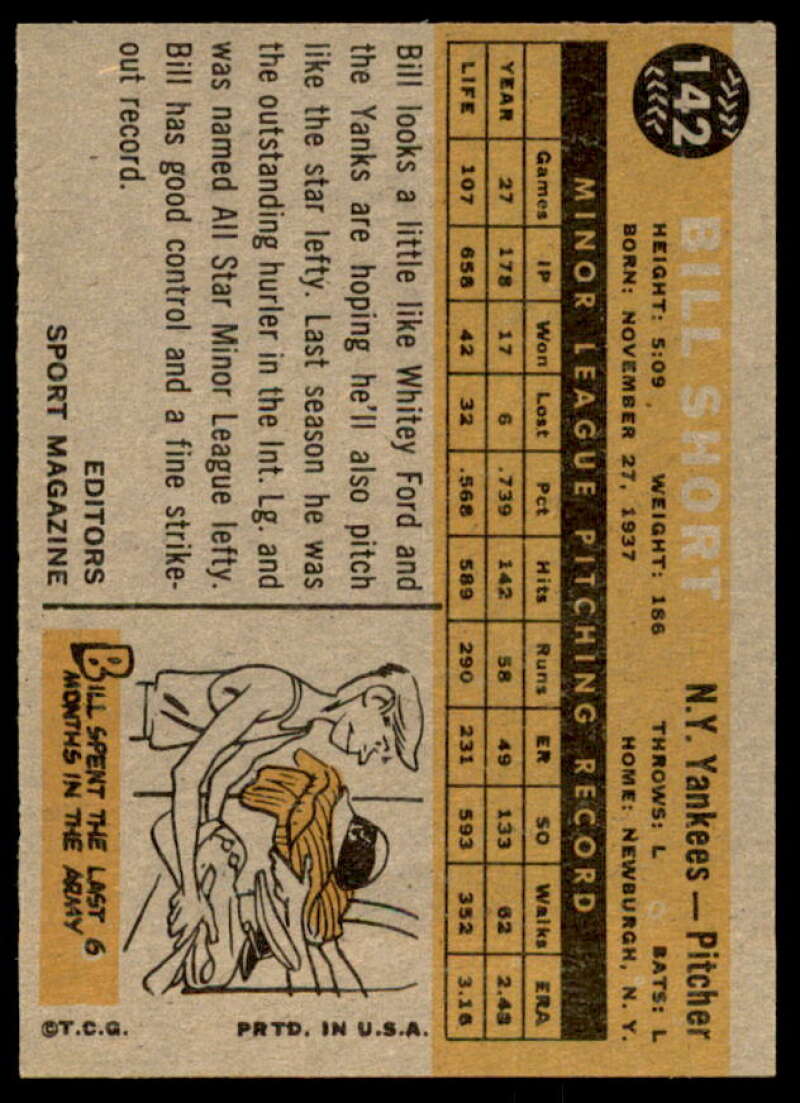 142
BILL SHORT N.Y. Yankees — Pitcher
HEIGHT: 5:09 WEIGHT: 186 THROWS: L BATS: L
BORN: NOVEMBER 27, 1937 HOME: NEWBURGH, N. Y.
MINOR LEAGUE PITCHING RECORD
Games IP Won Lost Pct Hits Runs ER SO Walks ERA
YEAR 27 178 17 6 .739 142 58 49 133 62 2.48
LIFE 107 658 42 32 .568 589 290 231 593 352 3.16
Bill looks a little like Whitey Ford and
the Yanks are hoping he'll also pitch
like the star lefty. Last season he was
the outstanding hurler in the Int. Lg. and
was named All Star Minor League lefty.
Bill has good control and a fine strike-
out record.
EDITORS
SPORT MAGAZINE
BILL SPENT THE LAST 6
MONTHS IN THE ARMY
©T.C.G. PRTD. IN U.S.A.